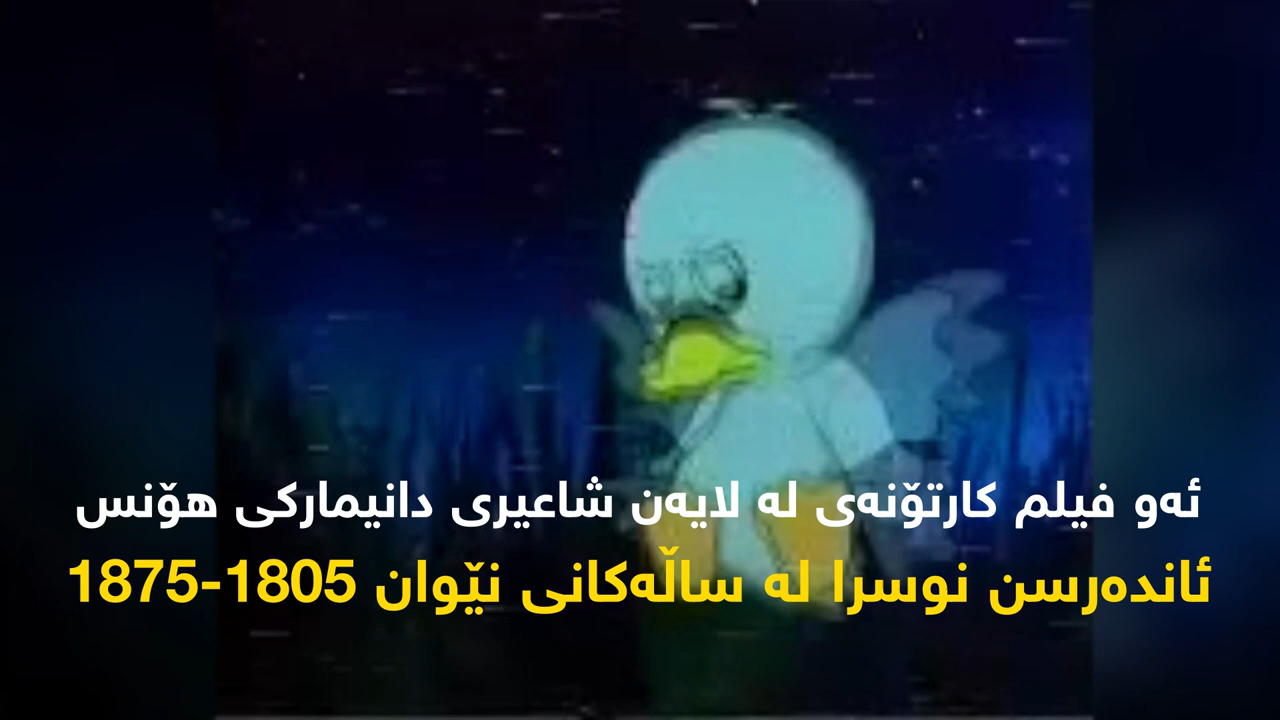 ئەو فیلم کارتۆنەی لە لایەن شاعیری دانیمارکی هۆنس
ئاندەرسن نوسرا لە ساڵەکانی نێوان 1805-1875